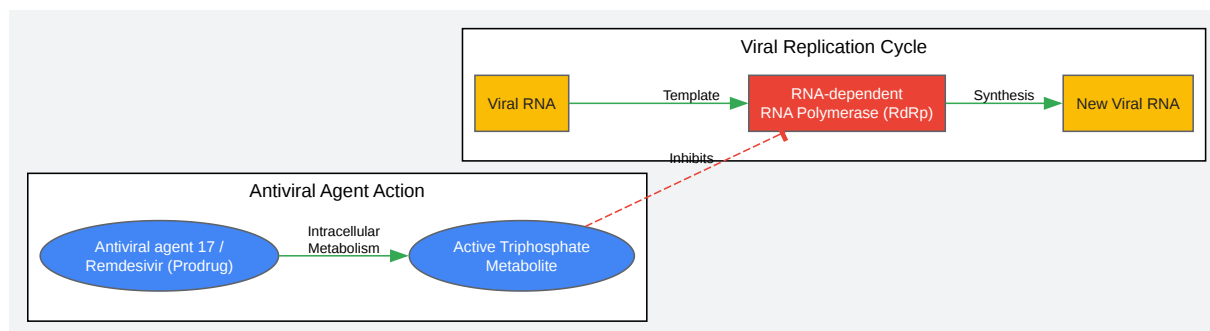 Viral Replication Cycle
Viral RNA
Template
RNA-dependent
RNA Polymerase (RdRp)
Synthesis
New Viral RNA
Inhibits
Antiviral Agent Action
Antiviral agent 17 /
Remdesivir (Prodrug)
Intracellular
Metabolism
Active Triphosphate
Metabolite